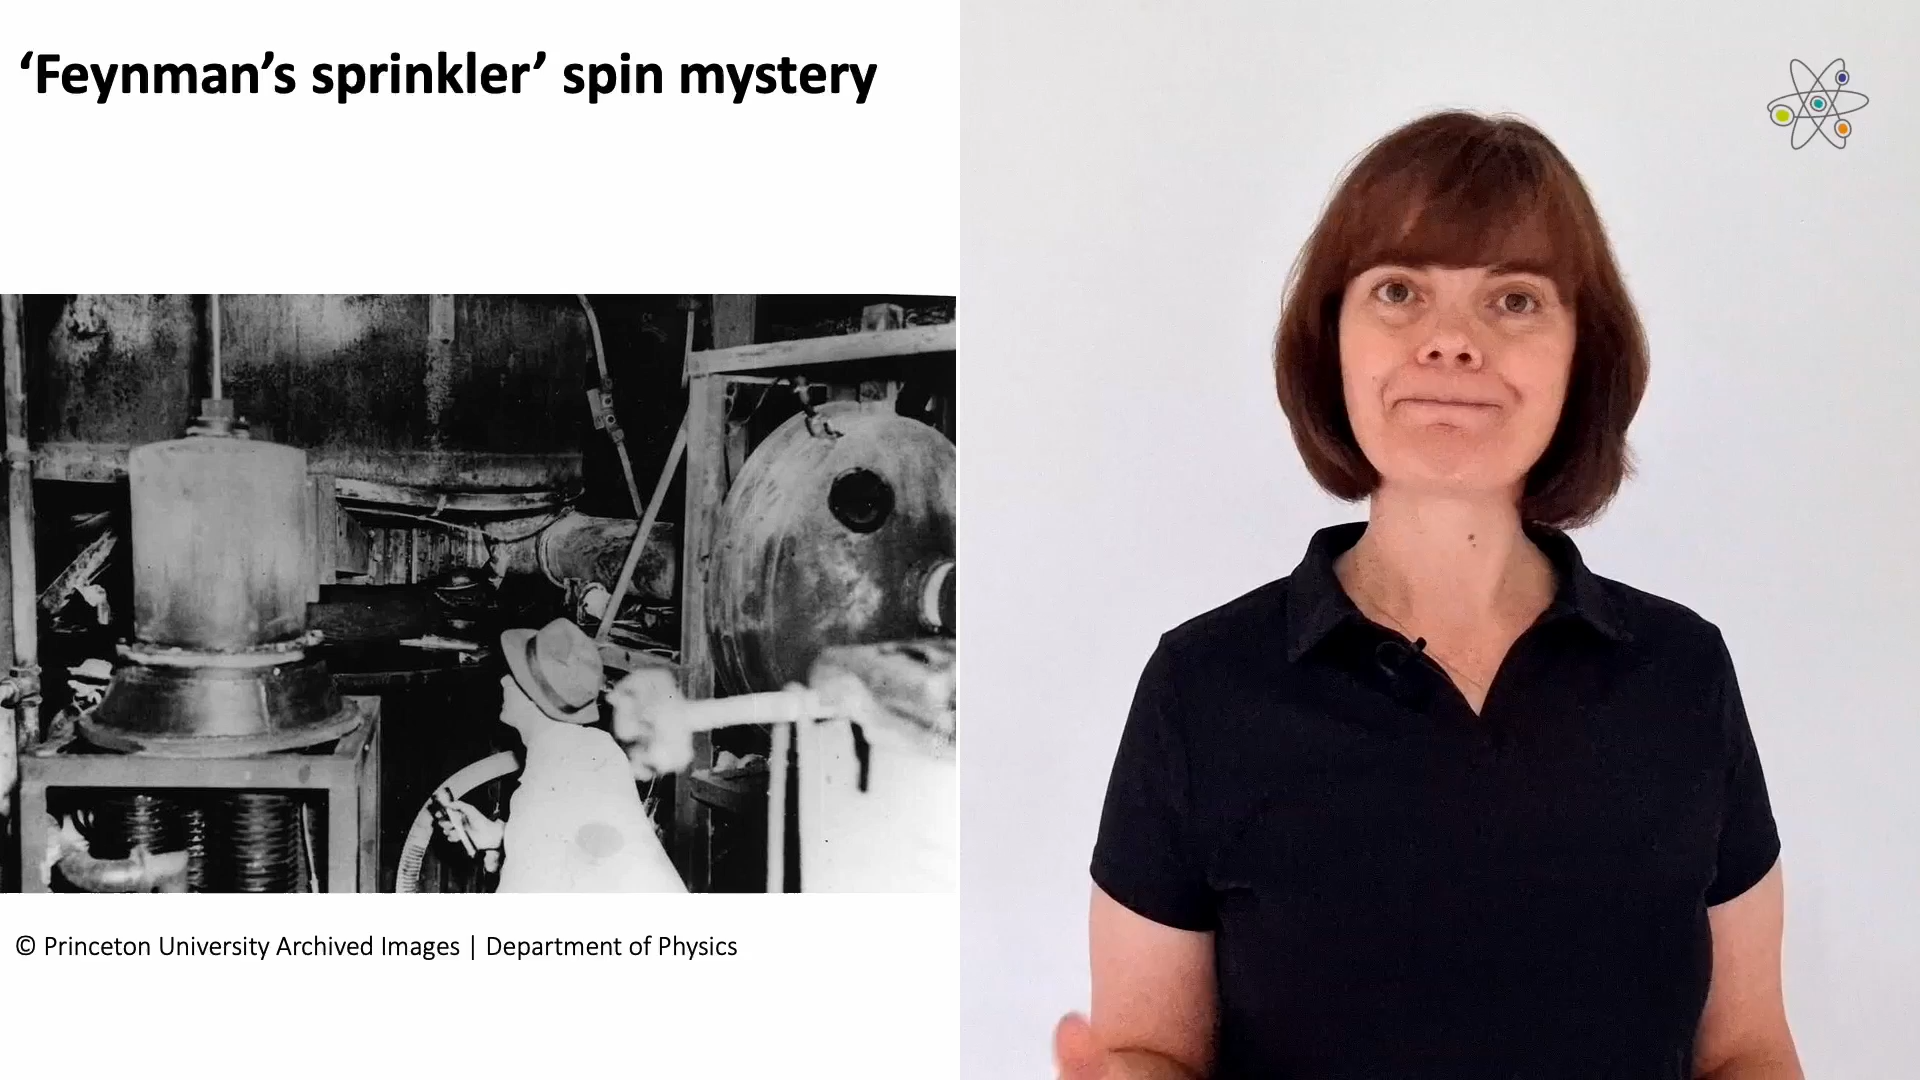 ‘Feynman’s sprinkler’ spin mystery
© Princeton University Archived Images | Department of Physics